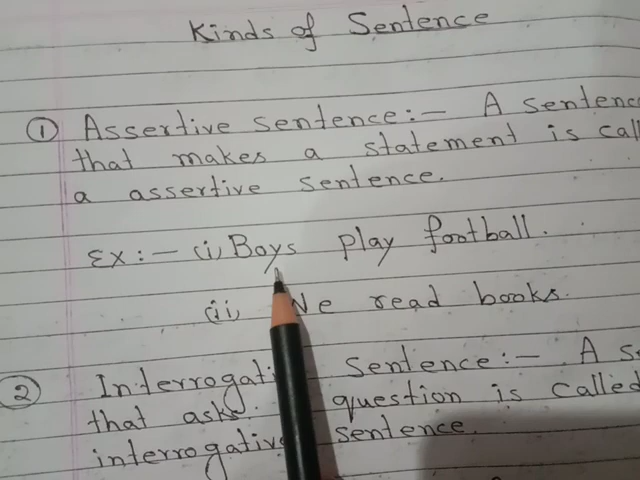 Kinds of Sentence
① Assertive sentence:- A sentenc
that makes a statement is call
a assertive sentence.
Ex:- (i) Boys play football.
(ii) We read books.
② Interrogati Sentence:- A s
that asks question is called
interrogative sentence.